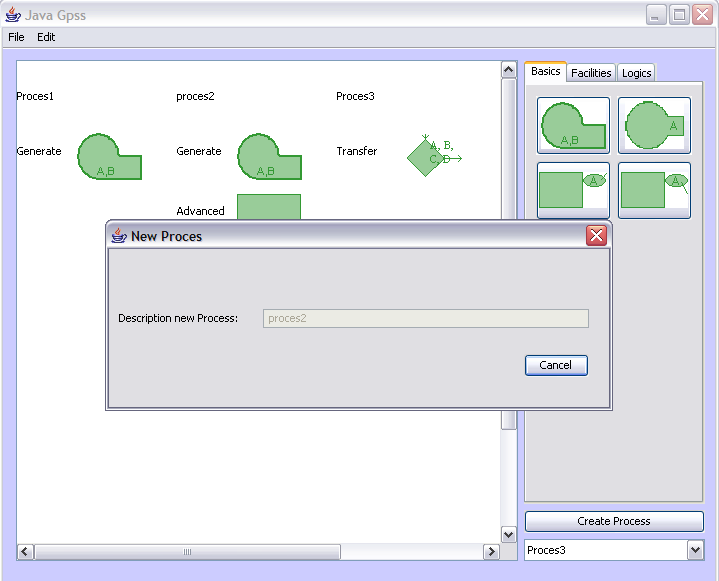 Java Gpss
File Edit
Proces1 proces2 Proces3
Generate A,B Generate A,B Transfer A, B,
C, D
Advanced
Basics Facilities Logics
A,B A
A A
New Proces
Description new Process: proces2
Cancel
Create Process
Proces3